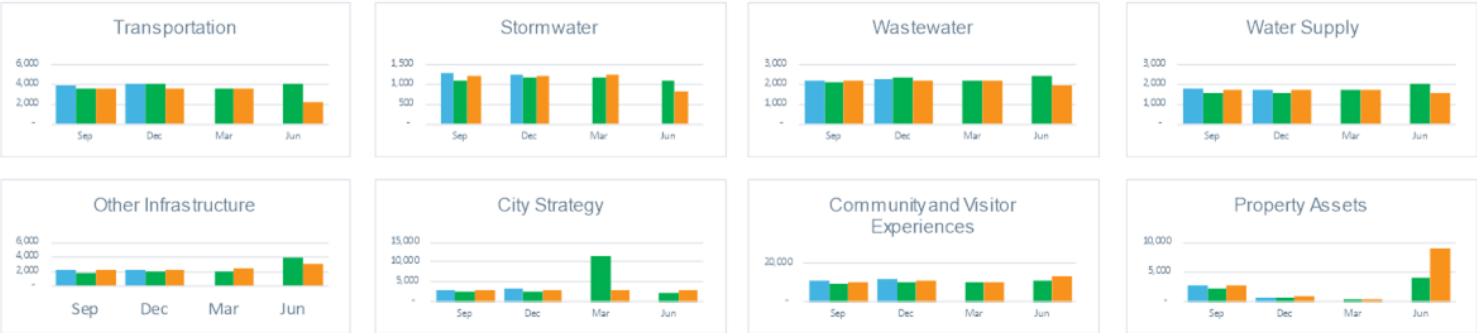 Transportation
6,000
4,000
2,000
-
Sep Dec Mar Jun
Stormwater
1,500
1,000
500
-
Sep Dec Mar Jun
Wastewater
3,000
2,000
1,000
-
Sep Dec Mar Jun
Water Supply
3,000
2,000
1,000
-
Sep Dec Mar Jun
Other Infrastructure
6,000
4,000
2,000
-
Sep Dec Mar Jun
City Strategy
15,000
10,000
5,000
-
Sep Dec Mar Jun
Community and Visitor
Experiences
20,000
-
Sep Dec Mar Jun
Property Assets
10,000
5,000
-
Sep Dec Mar Jun